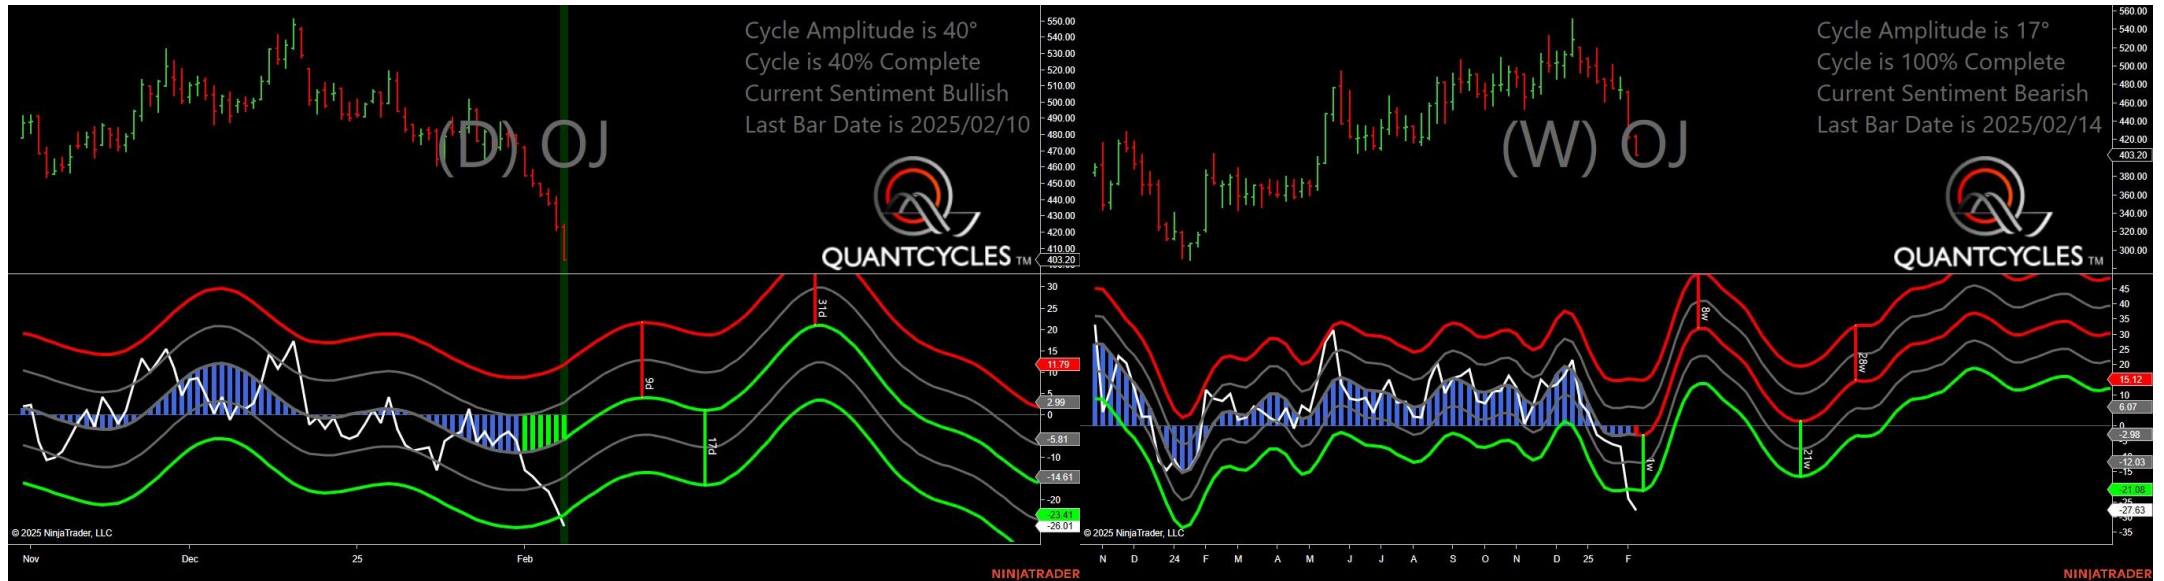 Cycle Amplitude is 40°
Cycle is 40% Complete
Current Sentiment Bullish
Last Bar Date is 2025/02/10
(D) OJ
QUANTCYCLES TM
550.00
540.00
530.00
520.00
510.00
500.00
490.00
480.00
470.00
460.00
450.00
440.00
430.00
420.00
410.00
403.20
30
25
20
15
11.79
10
2.99
0
-5.81
-10
-14.61
-20
-23.41
-26.01
9d
17d
31d
© 2025 NinjaTrader, LLC
Nov
Dec
25
Feb
NINJATRADER
Cycle Amplitude is 17°
Cycle is 100% Complete
Current Sentiment Bearish
Last Bar Date is 2025/02/14
(W) OJ
QUANTCYCLES TM
560.00
540.00
520.00
500.00
480.00
460.00
440.00
420.00
403.20
380.00
360.00
340.00
320.00
300.00
45
40
35
30
25
20
15.12
10
6.07
0
-2.98
-12.03
-15
-21.08
-27.63
-35
1w
8w
21w
28w
© 2025 NinjaTrader, LLC
N D 24 F M A M J J A S O N D 25 F
NINJATRADER